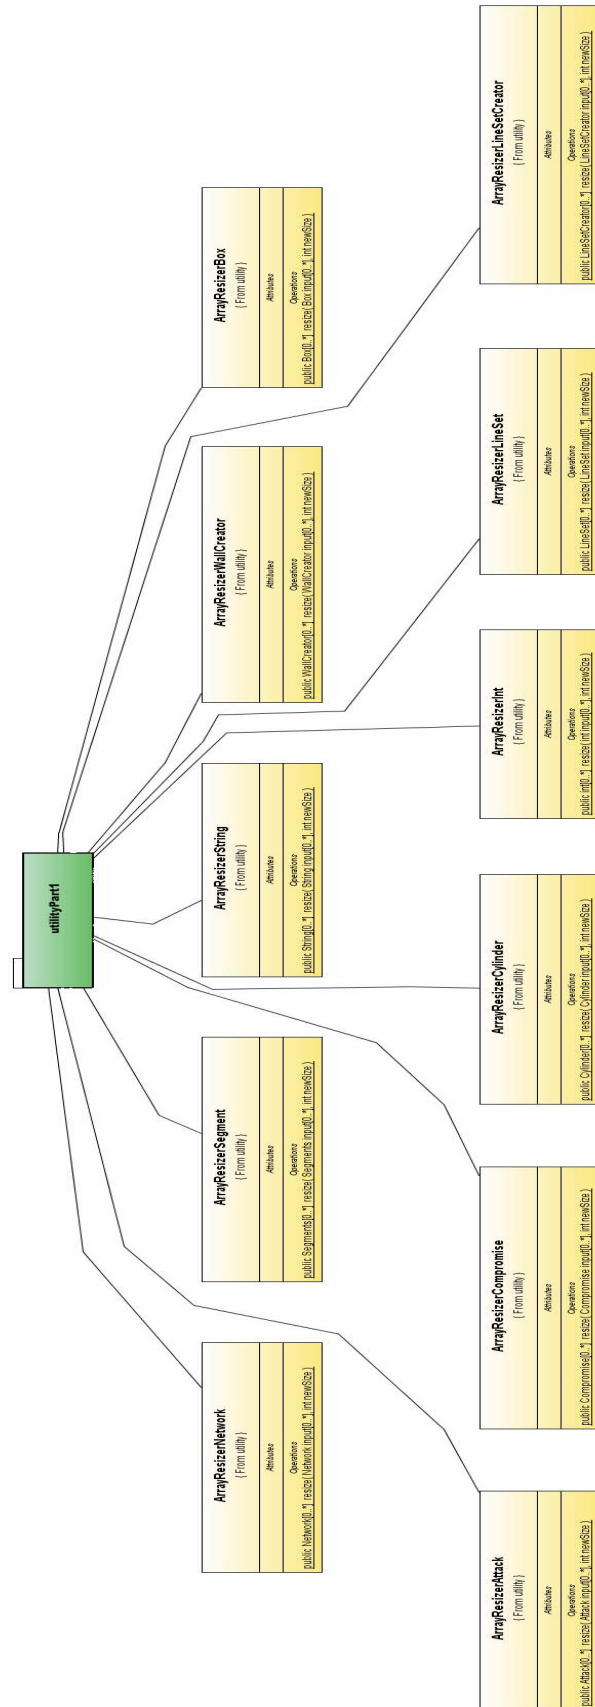 utilityPart1
ArrayResizerNetwork
{ From utility }
Attributes
Operations
public Network[0..*] resize( Network input[0..*], int newSize )
ArrayResizerSegment
{ From utility }
Attributes
Operations
public Segments[0..*] resize( Segments input[0..*], int newSize )
ArrayResizerString
{ From utility }
Attributes
Operations
public String[0..*] resize( String input[0..*], int newSize )
ArrayResizerWallCreator
{ From utility }
Attributes
Operations
public WallCreator[0..*] resize( WallCreator input[0..*], int newSize )
ArrayResizerBox
{ From utility }
Attributes
Operations
public Box[0..*] resize( Box input[0..*], int newSize )
ArrayResizerAttack
{ From utility }
Attributes
Operations
public Attack[0..*] resize( Attack input[0..*], int newSize )
ArrayResizerCompromise
{ From utility }
Attributes
Operations
public Compromise[0..*] resize( Compromise input[0..*], int newSize )
ArrayResizerCylinder
{ From utility }
Attributes
Operations
public Cylinder[0..*] resize( Cylinder input[0..*], int newSize )
ArrayResizerInt
{ From utility }
Attributes
Operations
public int[0..*] resize( int input[0..*], int newSize )
ArrayResizerLineSet
{ From utility }
Attributes
Operations
public LineSet[0..*] resize( LineSet input[0..*], int newSize )
ArrayResizerLineSetCreator
{ From utility }
Attributes
Operations
public LineSetCreator[0..*] resize( LineSetCreator input[0..*], int newSize )